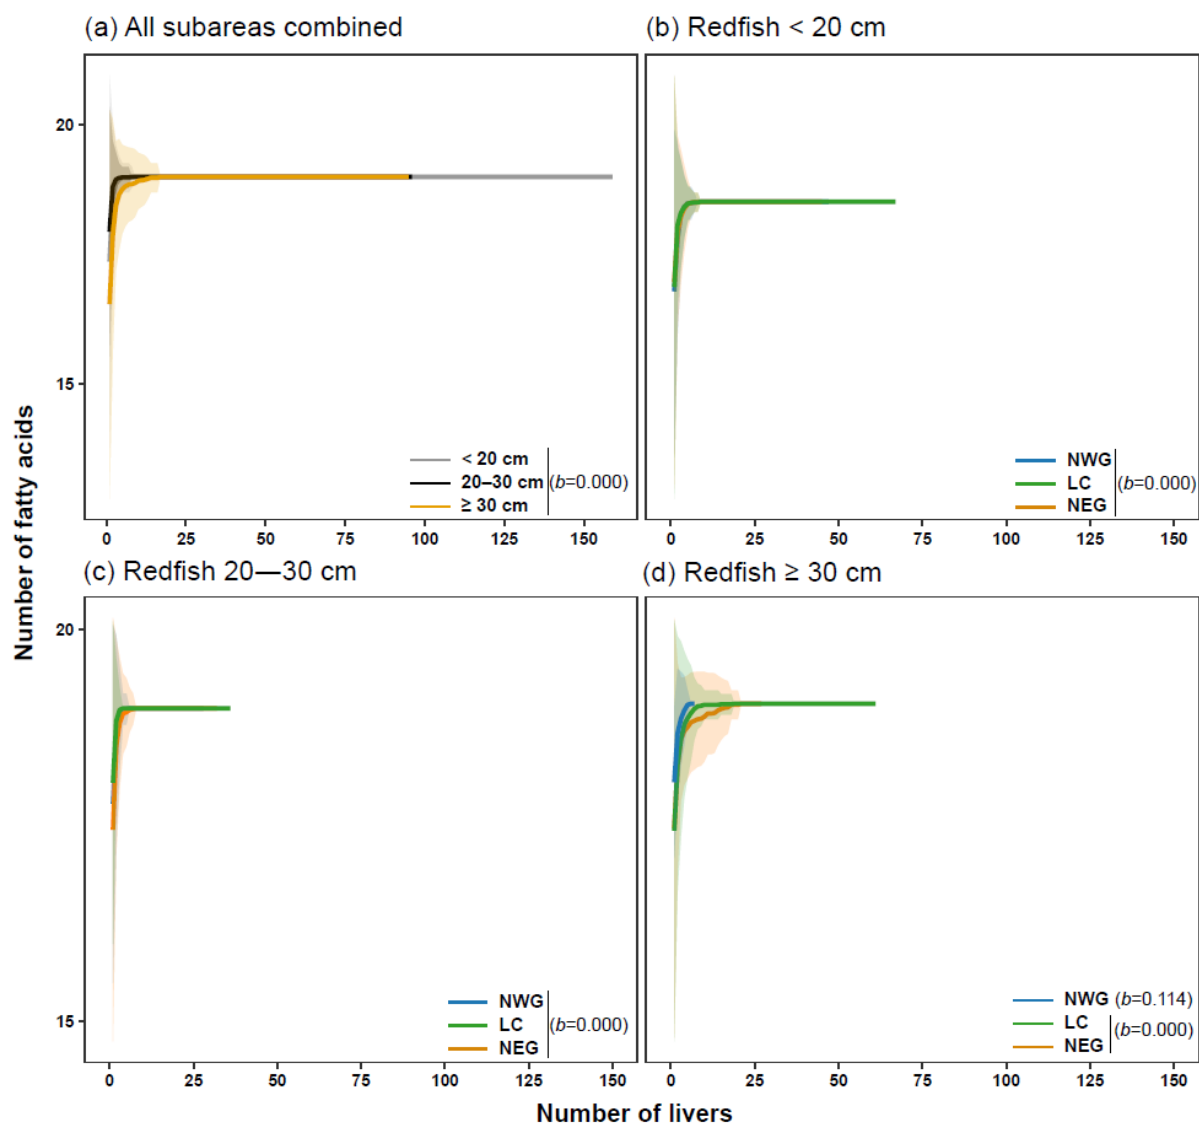 (a) All subareas combined
(b) Redfish < 20 cm
20
15
< 20 cm
20–30 cm
≥ 30 cm
(b=0.000)
NWG
LC
NEG
(b=0.000)
0 25 50 75 100 125 150
0 25 50 75 100 125 150
(c) Redfish 20—30 cm
(d) Redfish ≥ 30 cm
20
15
NWG
LC
NEG
(b=0.000)
NWG (b=0.114)
LC
NEG
(b=0.000)
0 25 50 75 100 125 150
0 25 50 75 100 125 150
Number of fatty acids
Number of livers